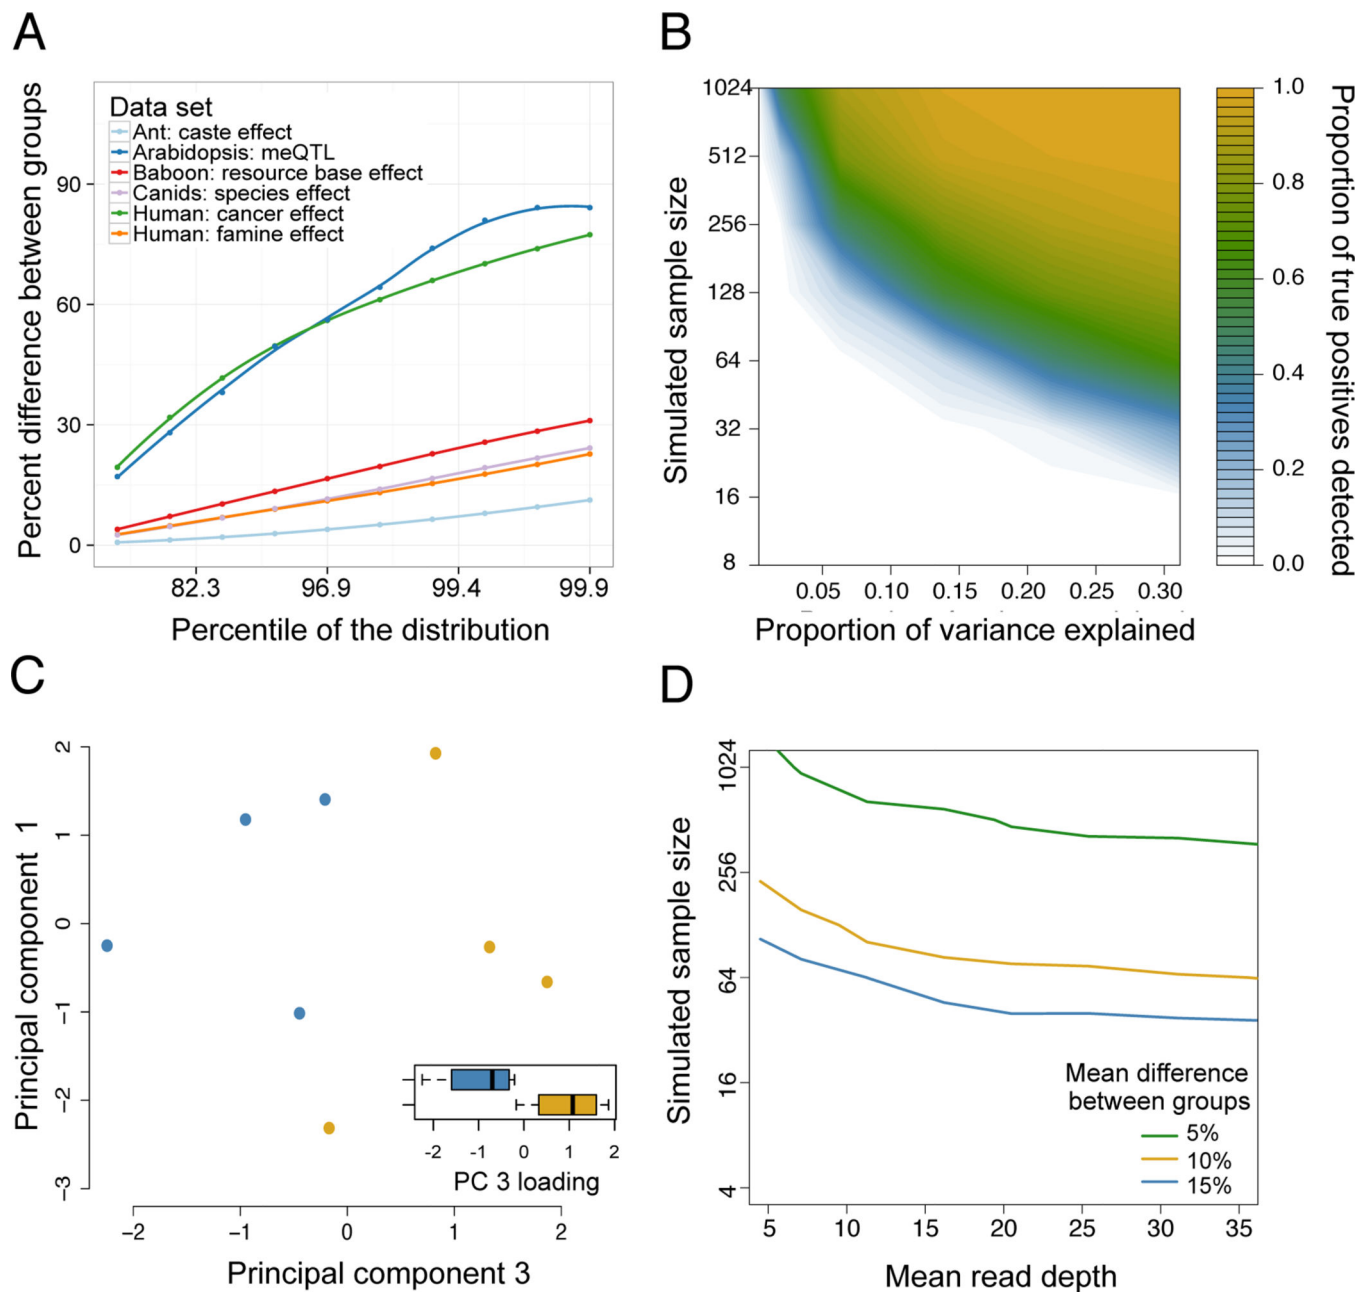 A
Percent difference between groups
90
60
30
0
Data set
Ant: caste effect
Arabidopsis: meQTL
Baboon: resource base effect
Canids: species effect
Human: cancer effect
Human: famine effect
82.3 96.9 99.4 99.9
Percentile of the distribution
B
Simulated sample size
1024
512
256
128
64
32
16
8
0.05 0.10 0.15 0.20 0.25 0.30
Proportion of variance explained
1.0
0.8
0.6
0.4
0.2
0.0
Proportion of true positives detected
C
Principal component 1
2
1
0
-1
-2
-3
-2 -1 0 1 2
PC 3 loading
-2 -1 0 1 2
Principal component 3
D
Simulated sample size
1024
256
64
16
4
Mean difference
between groups
5%
10%
15%
5 10 15 20 25 30 35
Mean read depth